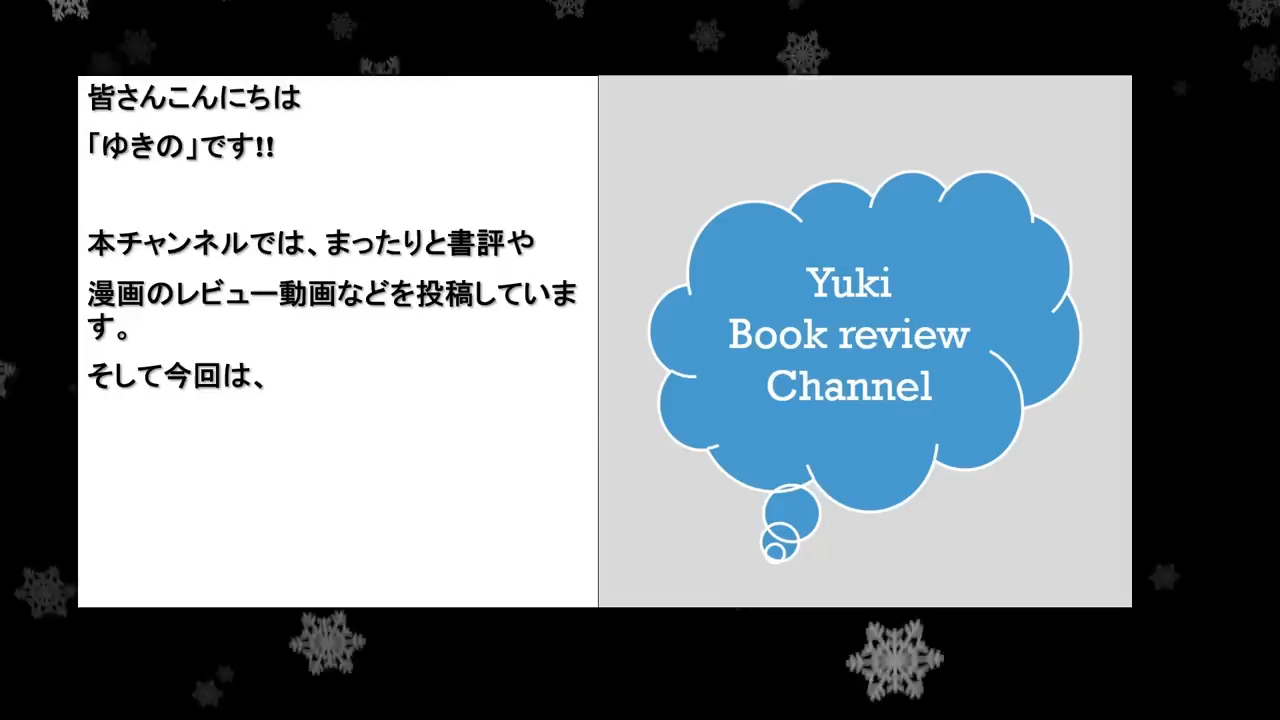 皆さんこんにちは
「ゆきの」です!!
本チャンネルでは、まったりと書評や
漫画のレビュー動画などを投稿していま
す。
そして今回は、
Yuki
Book review
Channel